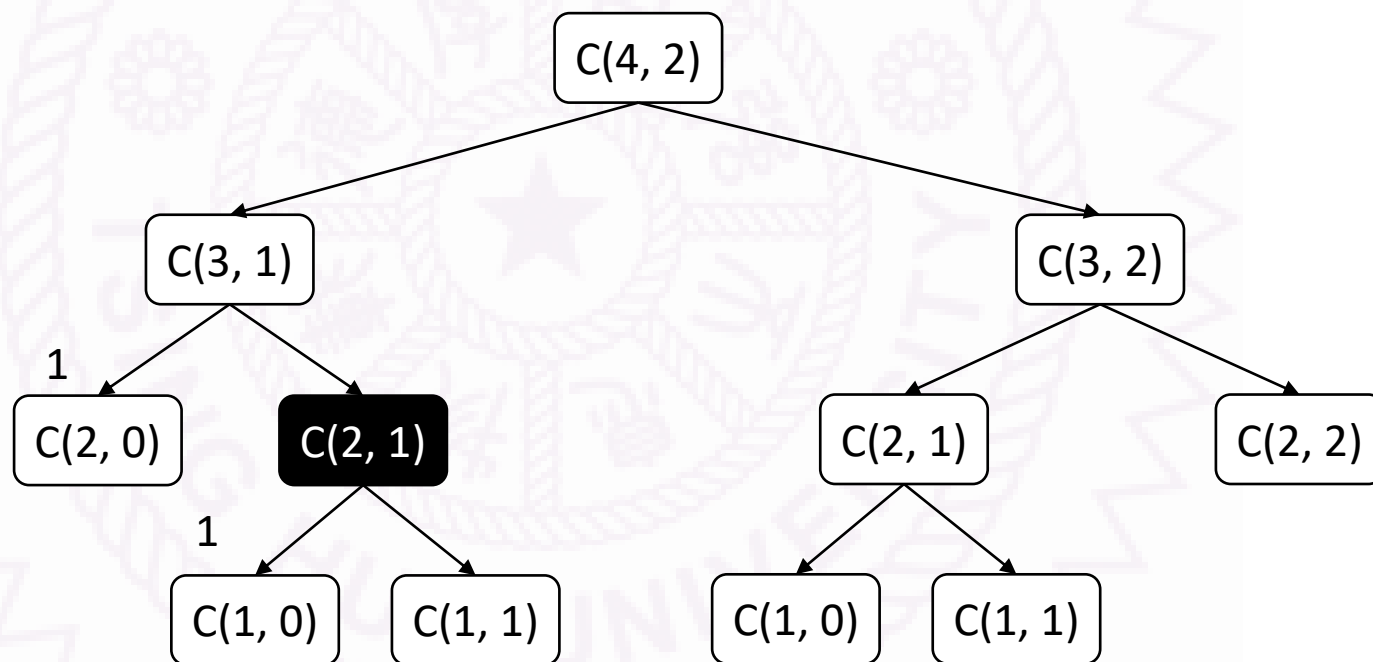 C(4, 2)
C(3, 1)
C(3, 2)
1
C(2, 0)
C(2, 1)
C(2, 1)
C(2, 2)
1
C(1, 0)
C(1, 1)
C(1, 0)
C(1, 1)